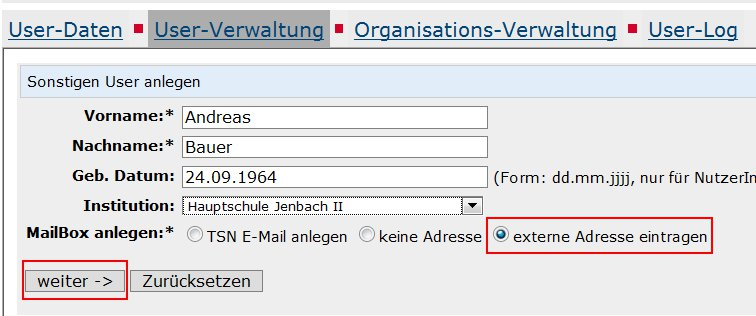 User-Daten User-Verwaltung Organisations-Verwaltung User-Log
Sonstigen User anlegen
Vorname:* Andreas
Nachname:* Bauer
Geb. Datum: 24.09.1964 (Form: dd.mm.jjjj, nur für NutzerIn
Institution: Hauptschule Jenbach II
MailBox anlegen:* TSN E-Mail anlegen keine Adresse externe Adresse eintragen
weiter -> Zurücksetzen